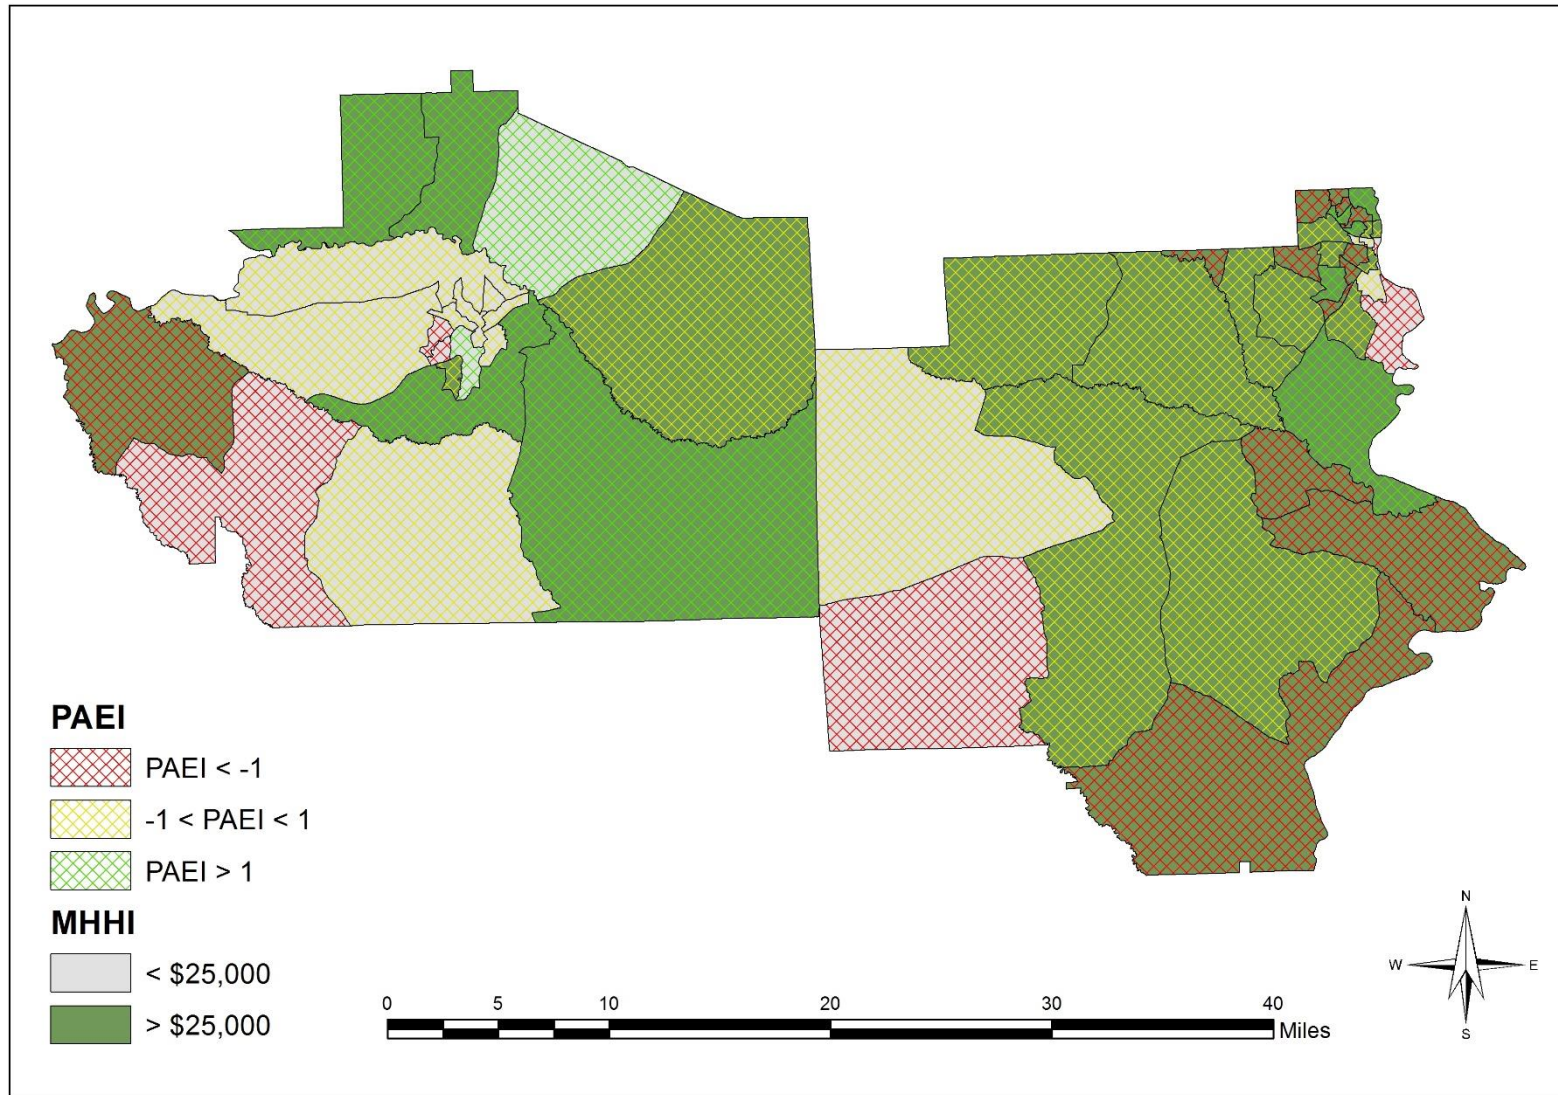 PAEI
PAEI < -1
-1 < PAEI < 1
PAEI > 1
MHHI
< $25,000
> $25,000
0 5 10 20 30 40
Miles
N
W E
S